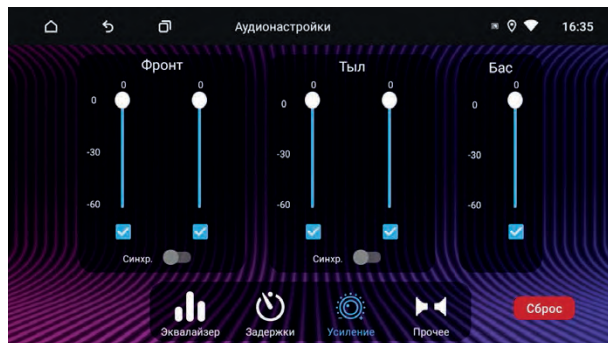 Аудионастройки 16:35
Фронт Тыл Бас
0 0 0 0 0
0 0 0
-30 -30 -30
-60 -60 -60
Синхр. Синхр.
Сброс
Эквалайзер Задержки Усиление Прочее